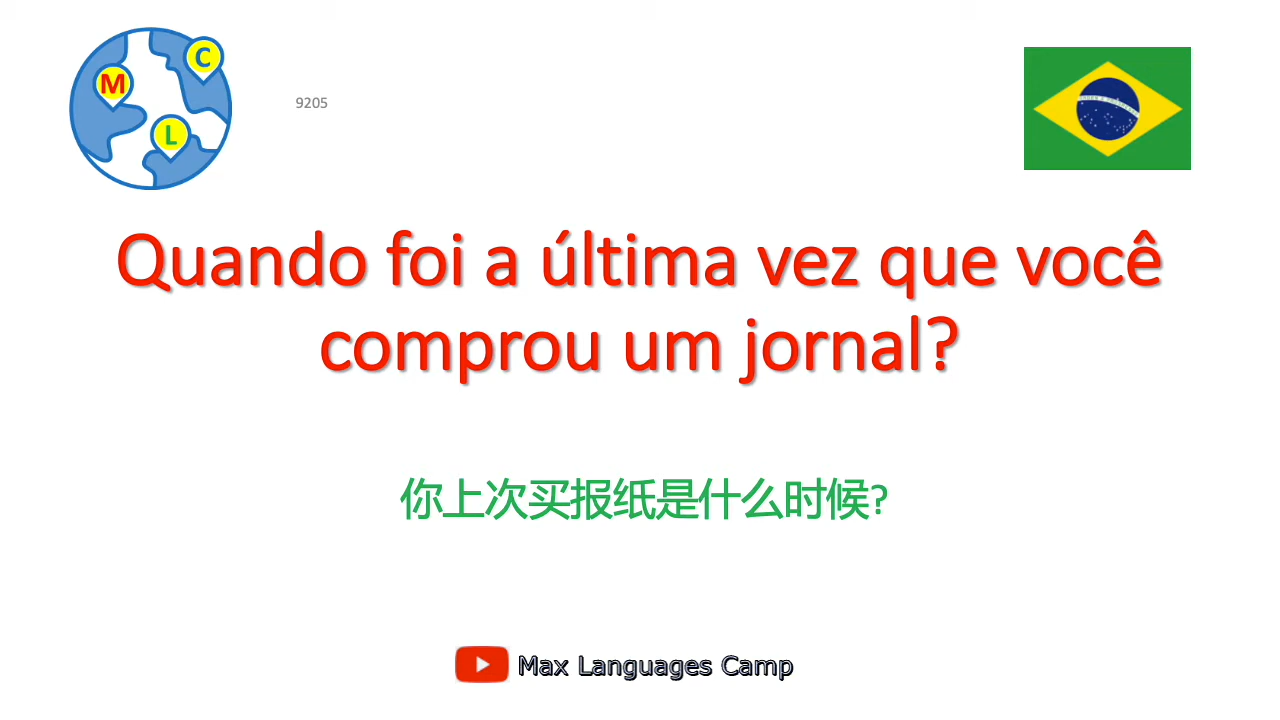 C
M
L
9205
Quando foi a última vez que você
comprou um jornal?
你上次买报纸是什么时候?
Max Languages Camp